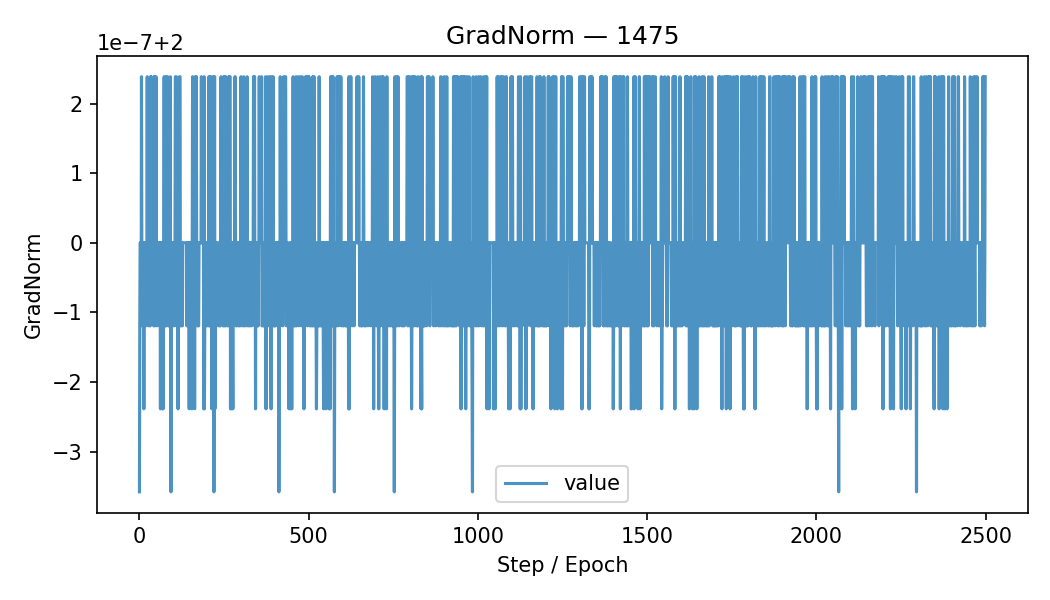 GradNorm — 1475
1e−7+2
GradNorm
2
1
0
−1
−2
−3
value
0
500
1000
1500
2000
2500
Step / Epoch